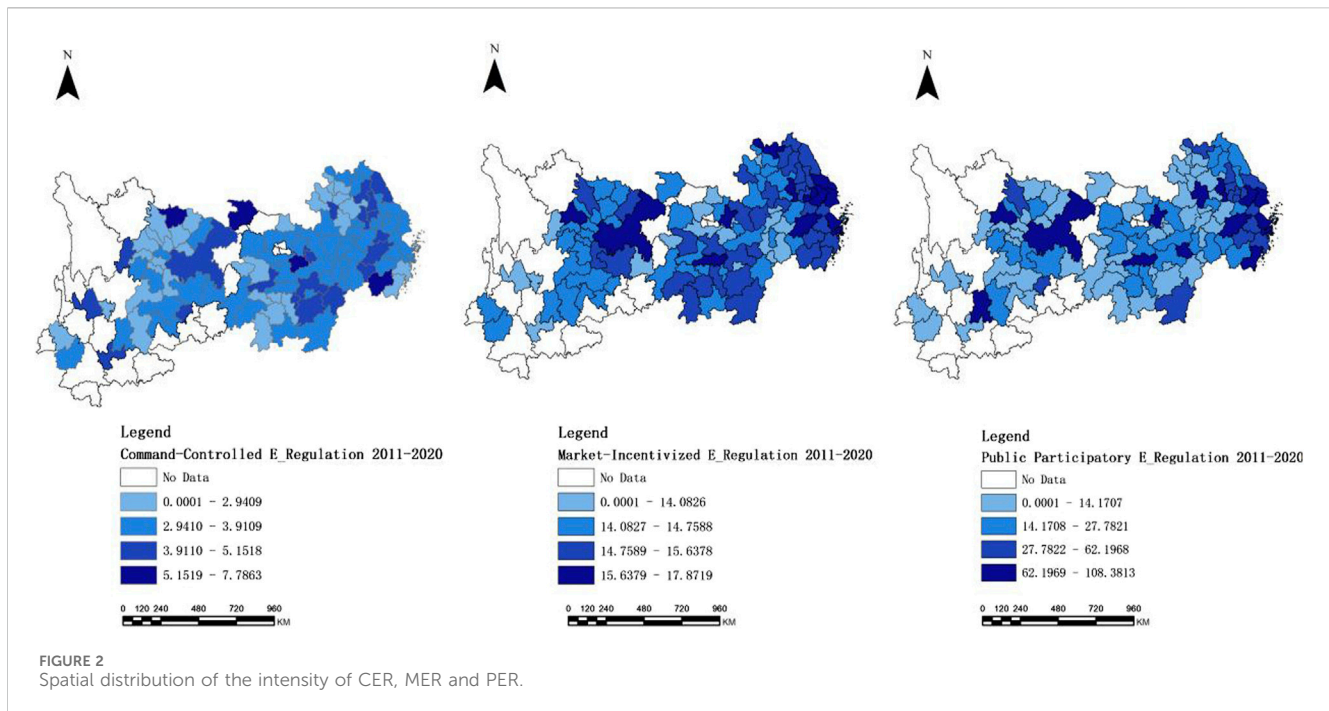 N
N
N
Legend
Command-Controlled E_Regulation 2011-2020
No Data
0.0001 - 2.9409
2.9410 - 3.9109
3.9110 - 5.1518
5.1519 - 7.7863
0 120 240 480 720 960
KM
Legend
Market-Incentivized E_Regulation 2011-2020
No Data
0.0001 - 14.0826
14.0827 - 14.7588
14.7589 - 15.6378
15.6379 - 17.8719
0 120 240 480 720 960
KM
Legend
Public Participatory E_Regulation 2011-2020
No Data
0.0001 - 14.1707
14.1708 - 27.7821
27.7822 - 62.1968
62.1969 - 108.3813
0 120 240 480 720 960
KM
FIGURE 2
Spatial distribution of the intensity of CER, MER and PER.